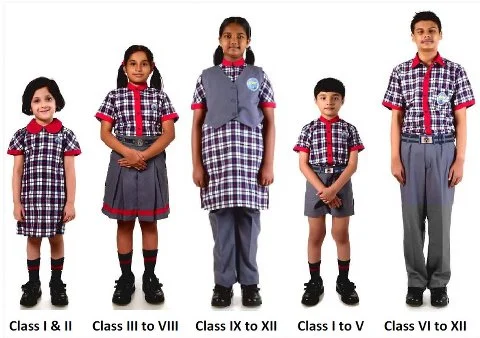 Class I & II
Class III to VIII
Class IX to XII
Class I to V
Class VI to XII